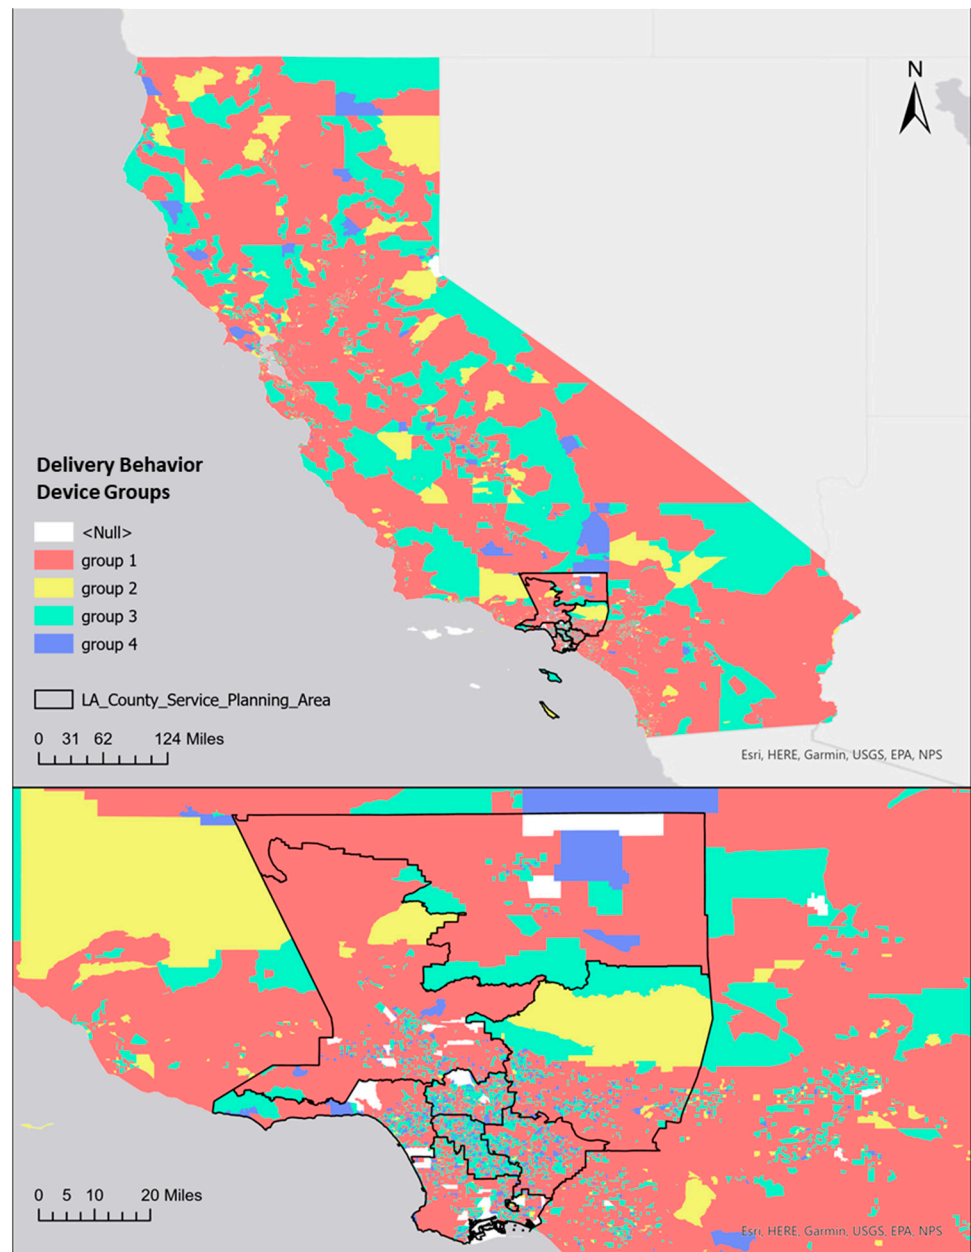 N
Delivery Behavior
Device Groups
<Null>
group 1
group 2
group 3
group 4
LA_County_Service_Planning_Area
0 31 62 124 Miles
Esri, HERE, Garmin, USGS, EPA, NPS
0 5 10 20 Miles
Esri, HERE, Garmin, USGS, EPA, NPS